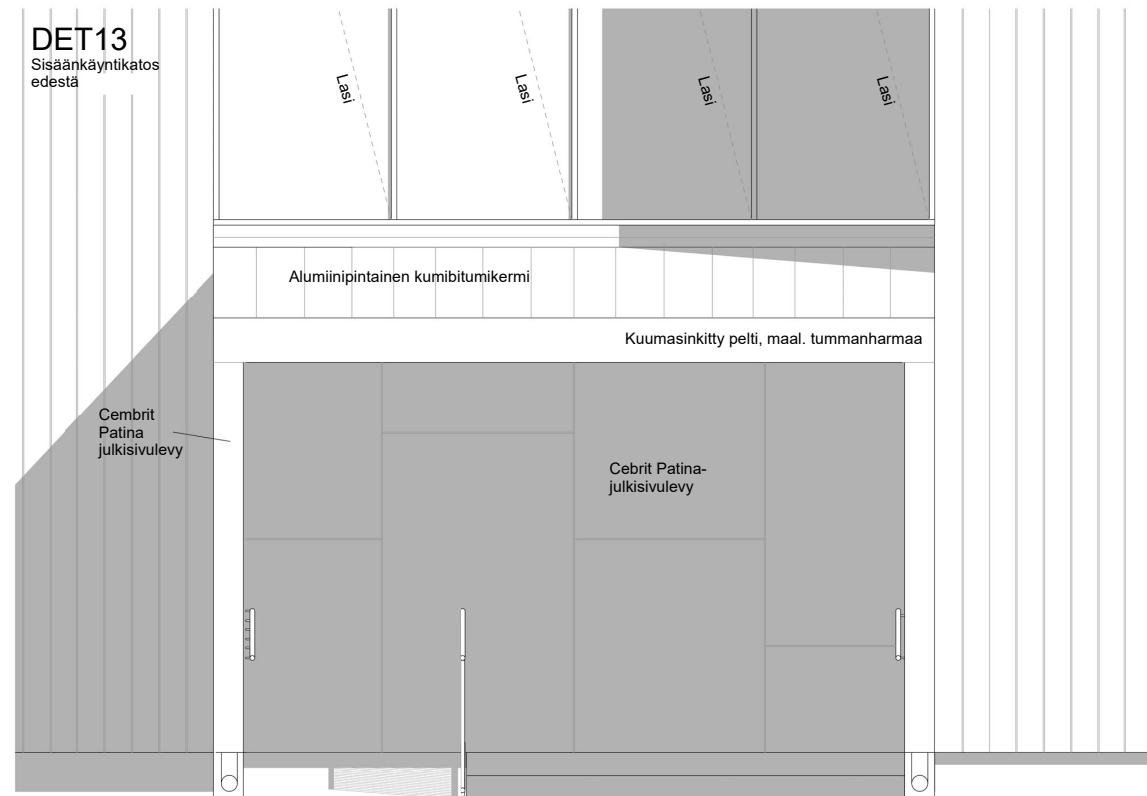 DET13
Sisäänkäyntikatos
edestä
Lasi
Lasi
Lasi
Lasi
Alumiinipintainen kumibitumikermi
Kuumasinkitty pelti, maal. tummanharmaa
Cembrit
Patina
julkisivulevy
Cebrit Patina-
julkisivulevy